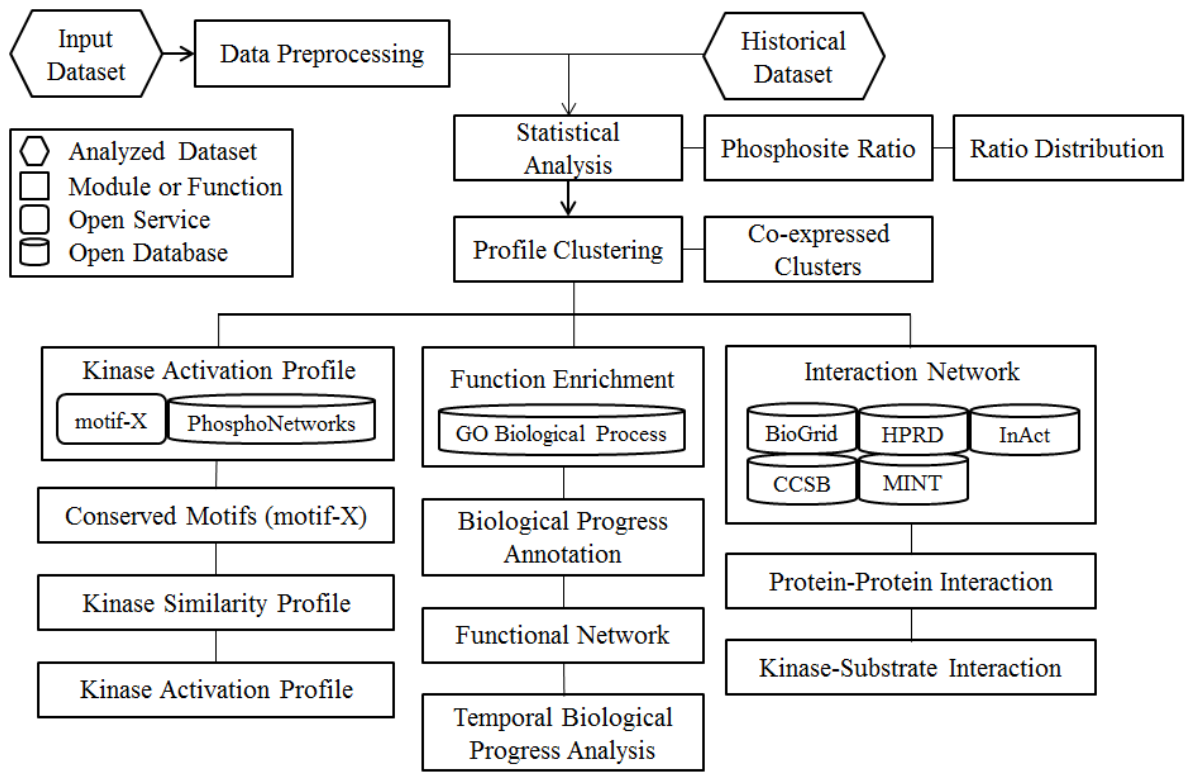 Input
Dataset
Data Preprocessing
Historical
Dataset
Analyzed Dataset
Module or Function
Open Service
Open Database
Statistical
Analysis
Phosphosite Ratio
Ratio Distribution
Profile Clustering
Co-expressed
Clusters
Kinase Activation Profile
motif-X
PhosphoNetworks
Conserved Motifs (motif-X)
Kinase Similarity Profile
Kinase Activation Profile
Function Enrichment
GO Biological Process
Biological Progress
Annotation
Functional Network
Temporal Biological
Progress Analysis
Interaction Network
BioGrid
HPRD
InAct
CCSB
MINT
Protein-Protein Interaction
Kinase-Substrate Interaction